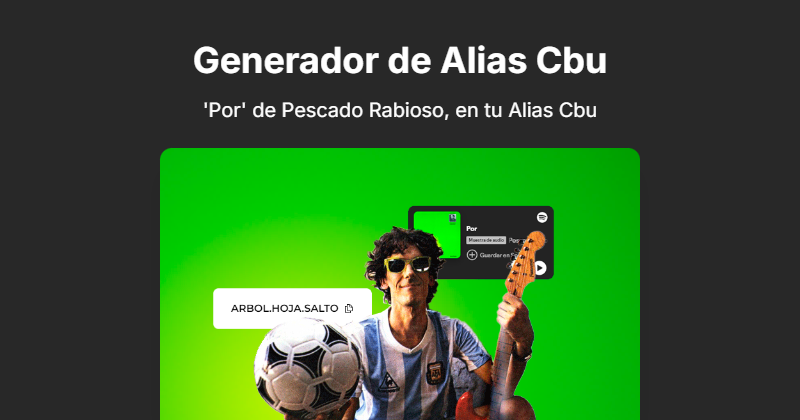 Generador de Alias Cbu
'Por' de Pescado Rabioso, en tu Alias Cbu
Por
Muestra de audio
Guardar en
ARBOL.HOJA.SALTO
AFA